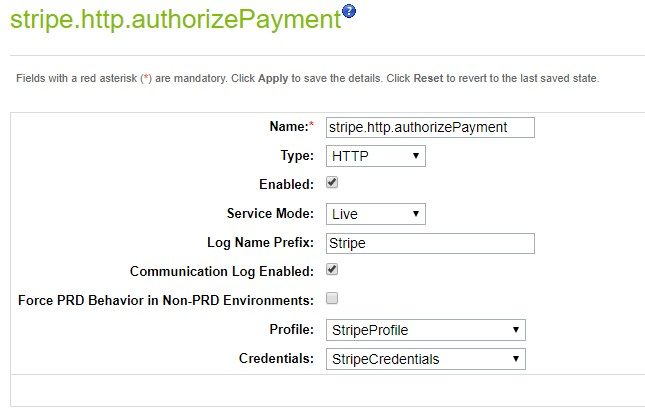 stripe.http.authorizePayment?
Fields with a red asterisk (*) are mandatory. Click Apply to save the details. Click Reset to revert to the last saved state.
Name:* stripe.http.authorizePayment
Type: HTTP
Enabled:
Service Mode: Live
Log Name Prefix: Stripe
Communication Log Enabled:
Force PRD Behavior in Non-PRD Environments:
Profile: StripeProfile
Credentials: StripeCredentials